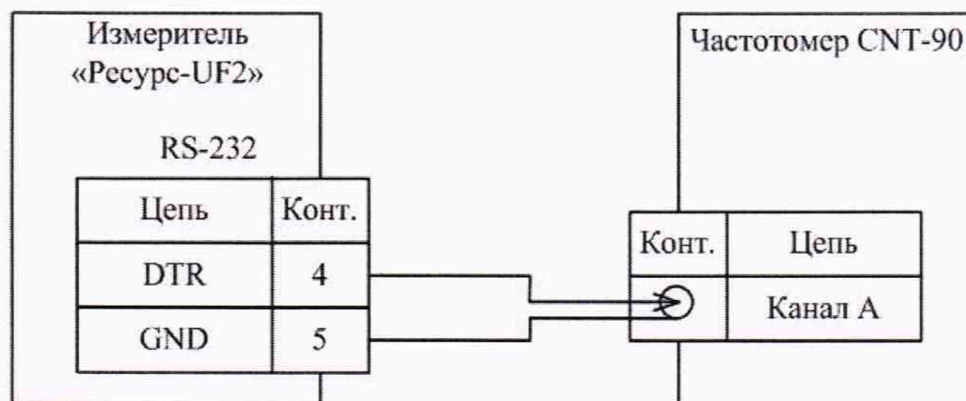 Измеритель
«Ресурс-UF2»
Частотомер CNT-90
RS-232
Цепь Конт.
DTR 4
GND 5
Конт. Цепь
Канал А